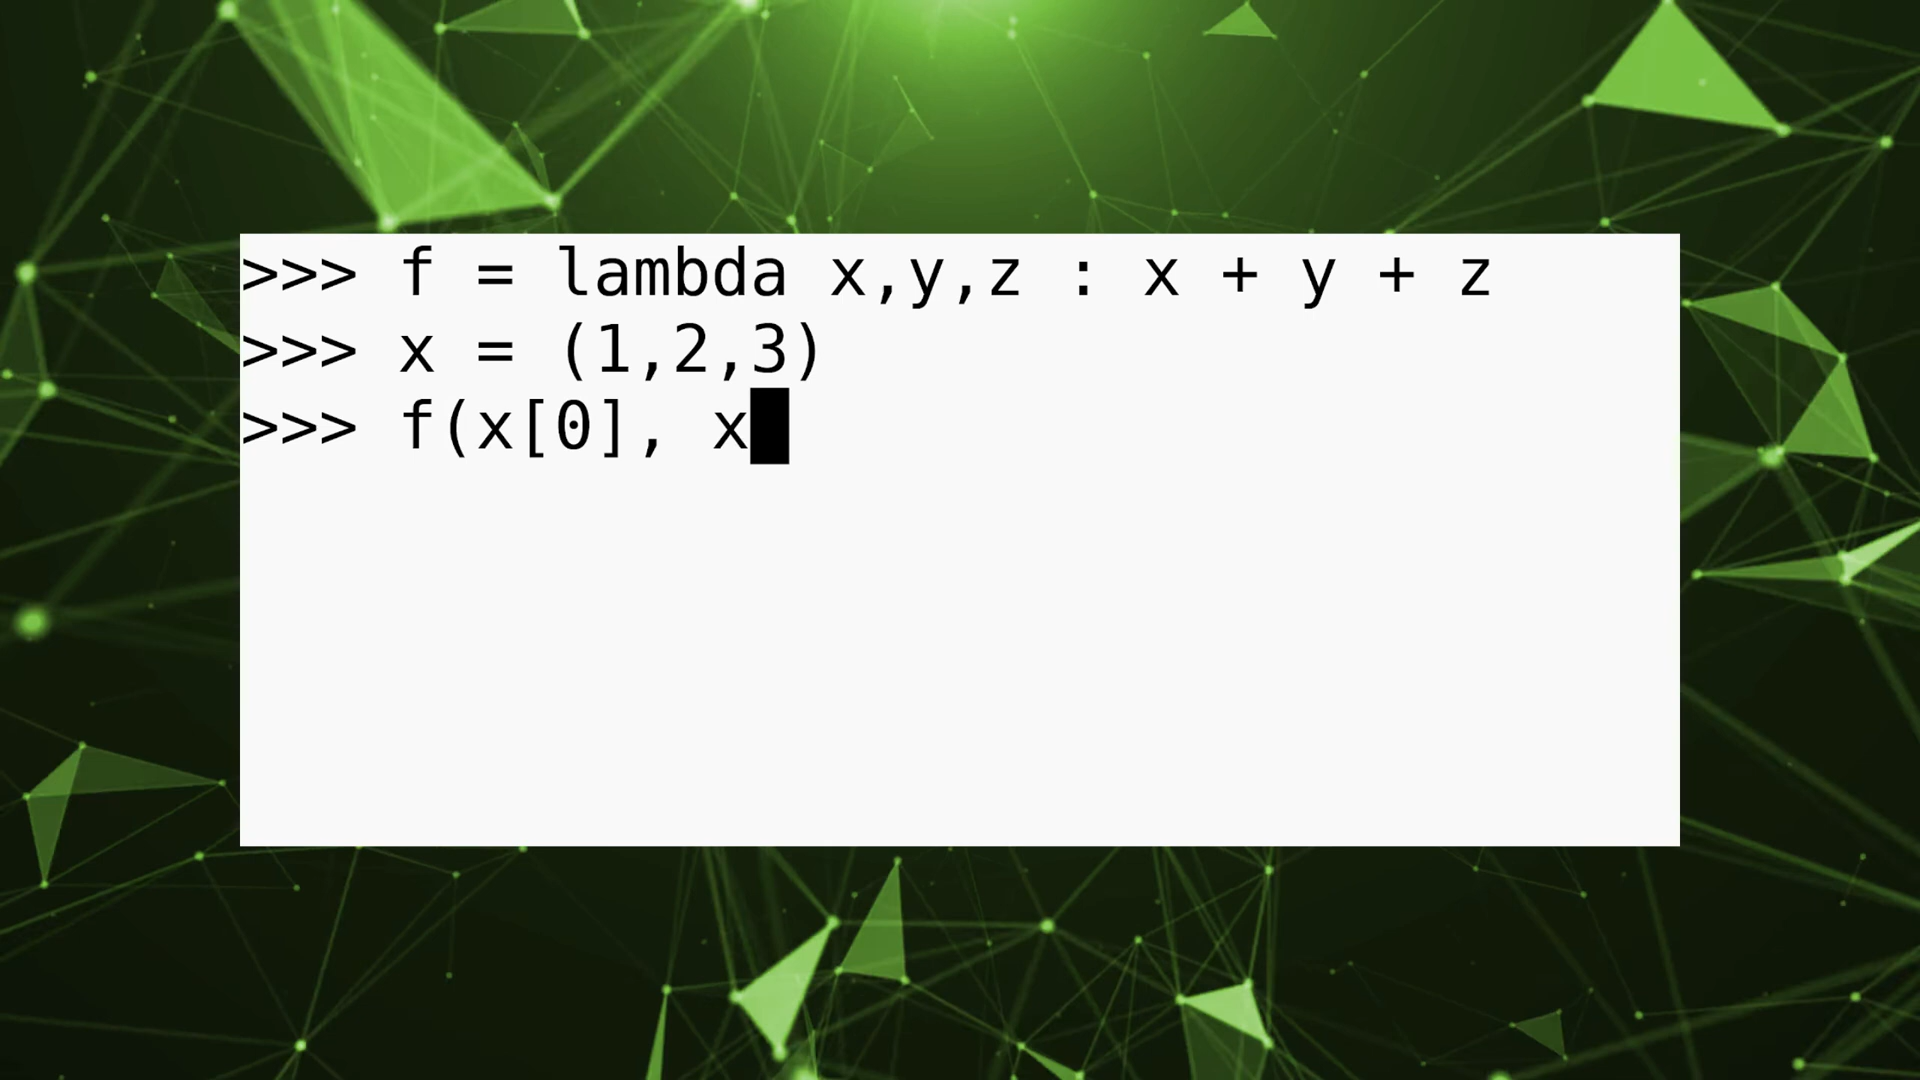 >>> f = lambda x,y,z : x + y + z
>>> x = (1,2,3)
>>> f(x[0], x